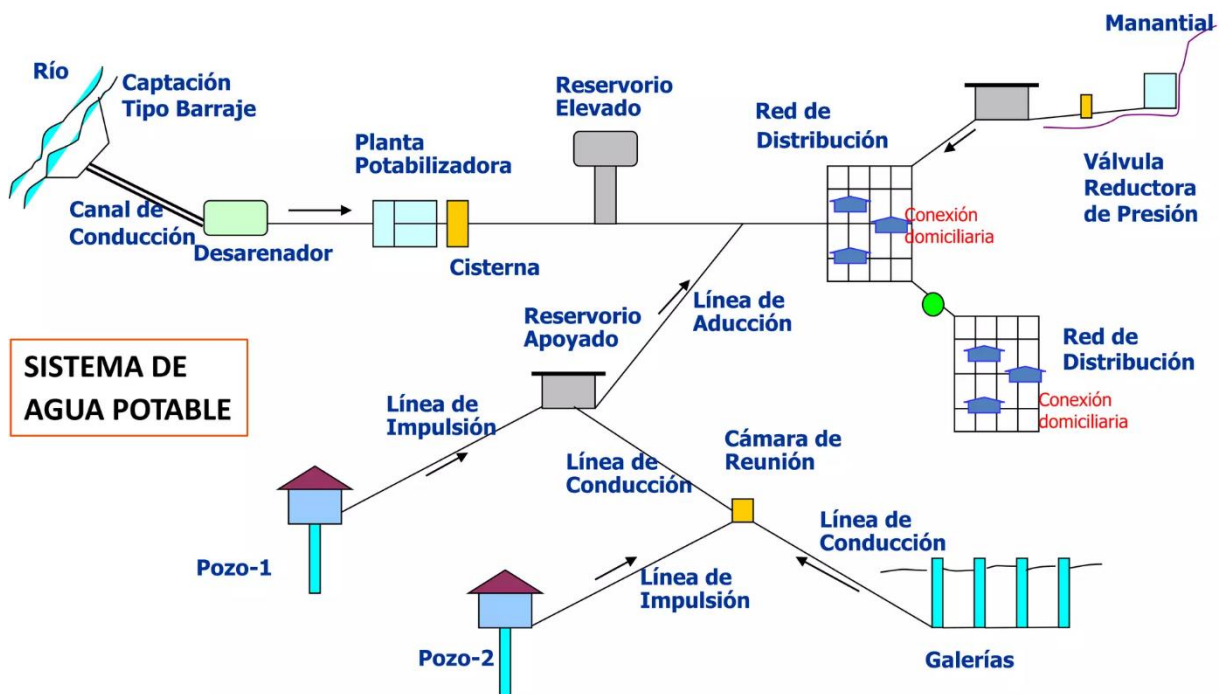 Manantial
Río
Captación
Tipo Barraje
Reservorio
Elevado
Red de
Distribución
Planta
Potabilizadora
Válvula
Reductora
de Presión
Canal de
Conducción
Desarenador
Conexión
domiciliaria
Cisterna
Reservorio
Apoyado
Línea de
Aducción
SISTEMA DE
AGUA POTABLE
Red de
Distribución
Conexión
domiciliaria
Línea de
Impulsión
Línea de
Conducción
Cámara de
Reunión
Línea de
Conducción
Pozo-1
Línea de
Impulsión
Pozo-2
Galerías